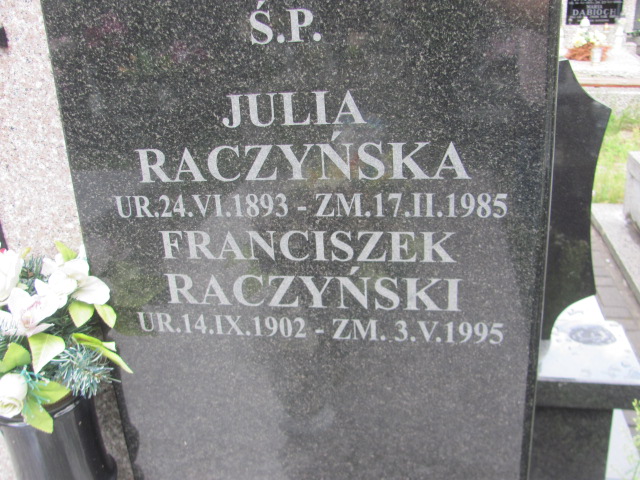 Ś.P.
JULIA
RACZYŃSKA
UR.24.VI.1893 - ZM.17.II.1985
FRANCISZEK
RACZYŃSKI
UR.14.IX.1902 - ZM. 3.V.1995
DABIOCH